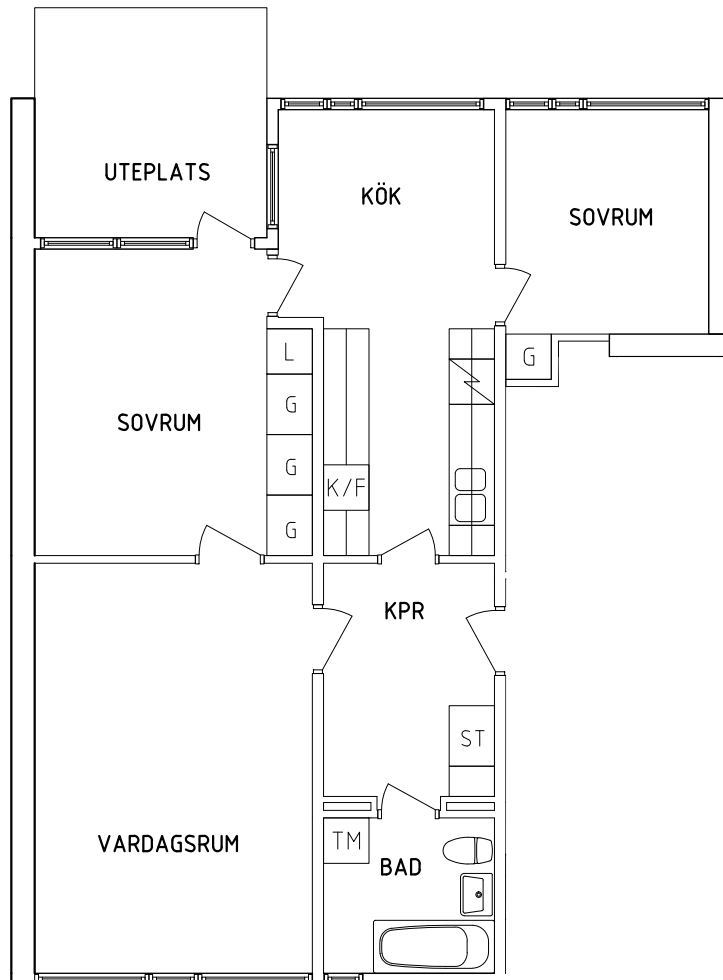 UTEPLATS
KÖK
SOVRUM
L
G
G
SOVRUM
G
G
K/F
KPR
ST
TM
VARDAGSRUM
BAD